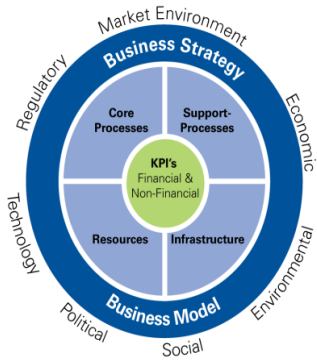 Market Environment
Regulatory
Economic
Business Strategy
Core
Processes
Support-
Processes
KPI's
Financial &
Non-Financial
Resources
Infrastructure
Business Model
Technology
Environmental
Political
Social